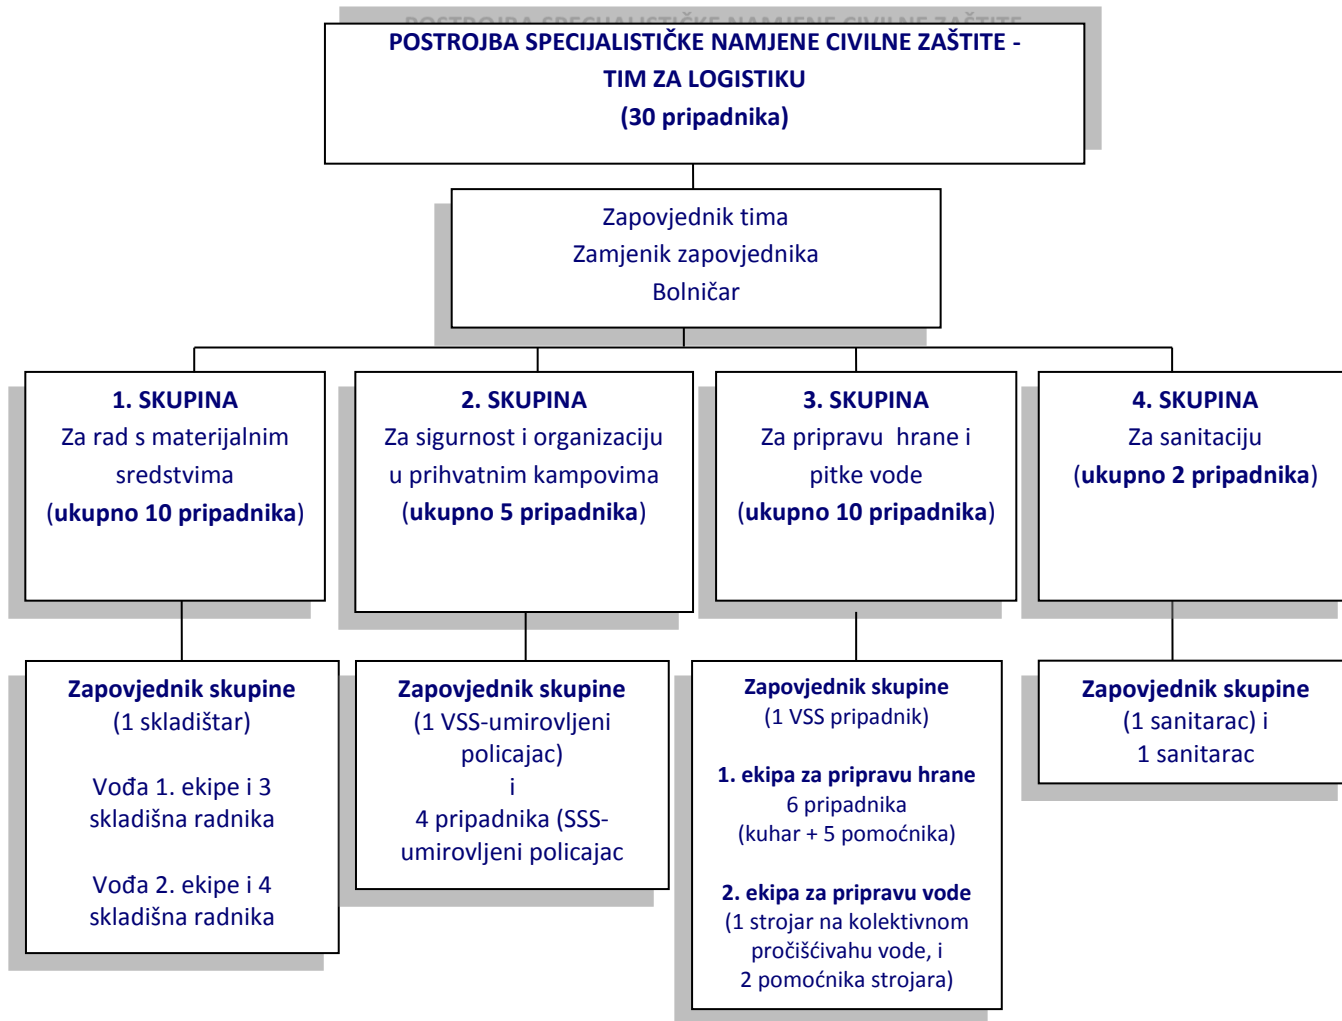 POSTROJBA SPECIJALISTIČKE NAMJENE CIVILNE ZAŠTITE
POSTROJBA SPECIJALISTIČKE NAMJENE CIVILNE ZAŠTITE -
TIM ZA LOGISTIKU
(30 pripadnika)
Zapovjednik tima
Zamjenik zapovjednika
Bolničar
1. SKUPINA
Za rad s materijalnim
sredstvima
(ukupno 10 pripadnika)
2. SKUPINA
Za sigurnost i organizaciju
u prihvatnim kampovima
(ukupno 5 pripadnika)
3. SKUPINA
Za pripravu hrane i
pitke vode
(ukupno 10 pripadnika)
4. SKUPINA
Za sanitaciju
(ukupno 2 pripadnika)
Zapovjednik skupine
(1 skladištar)
Vođa 1. ekipe i 3
skladišna radnika
Vođa 2. ekipe i 4
skladišna radnika
Zapovjednik skupine
(1 VSS-umirovljeni
policajac)
i
4 pripadnika (SSS-
umirovljeni policajac
Zapovjednik skupine
(1 VSS pripadnik)
1. ekipa za pripravu hrane
6 pripadnika
(kuhar + 5 pomoćnika)
2. ekipa za pripravu vode
(1 strojar na kolektivnom
pročišćivahu vode, i
2 pomoćnika strojara)
Zapovjednik skupine
(1 sanitarac) i
1 sanitarac